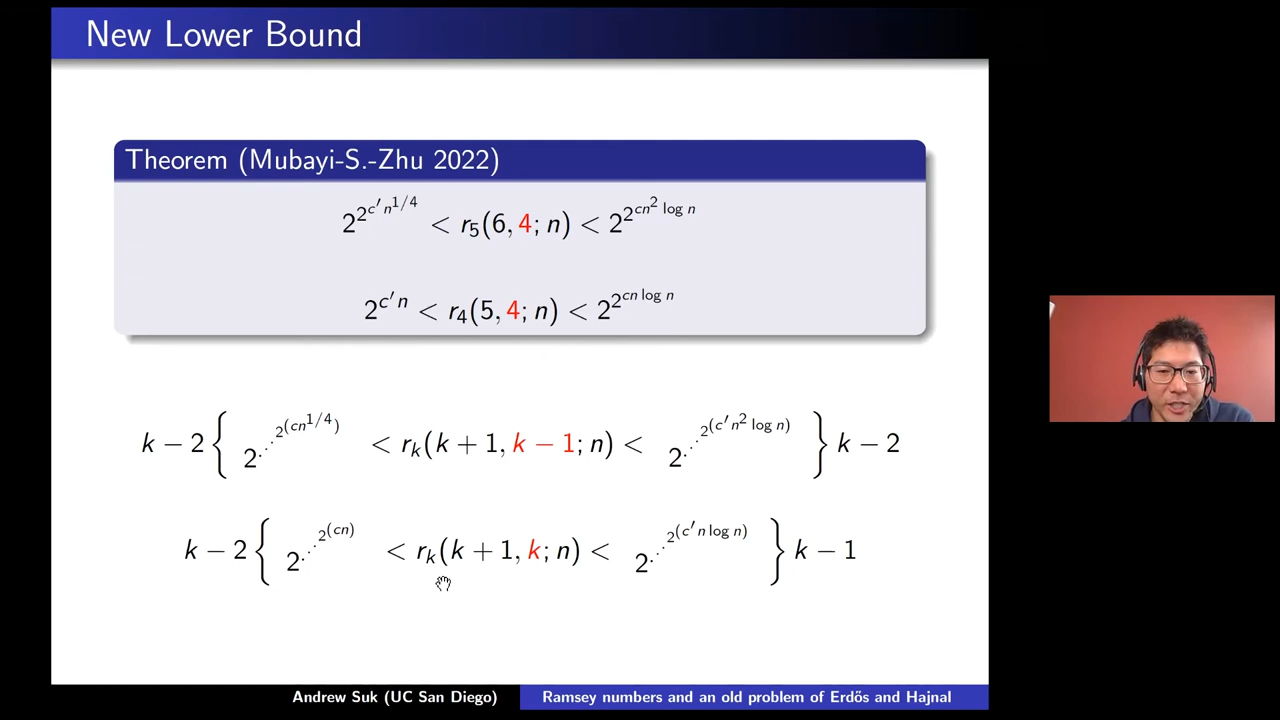 New Lower Bound
Theorem (Mubayi-S.-Zhu 2022)
2^{2^{c′n^{1/4}}} < r_5(6, 4; n) < 2^{2^{cn^2 log n}}
2^{c′n} < r_4(5, 4; n) < 2^{2^{cn log n}}
k − 2 { 2^{⋰^{2^{(cn^{1/4})}}} < r_k(k + 1, k − 1; n) < 2^{⋰^{2^{(c′n^2 log n)}}} } k − 2
k − 2 { 2^{⋰^{2^{(cn)}}} < r_k(k + 1, k; n) < 2^{⋰^{2^{(c′n log n)}}} } k − 1
Andrew Suk (UC San Diego) Ramsey numbers and an old problem of Erdős and Hajnal